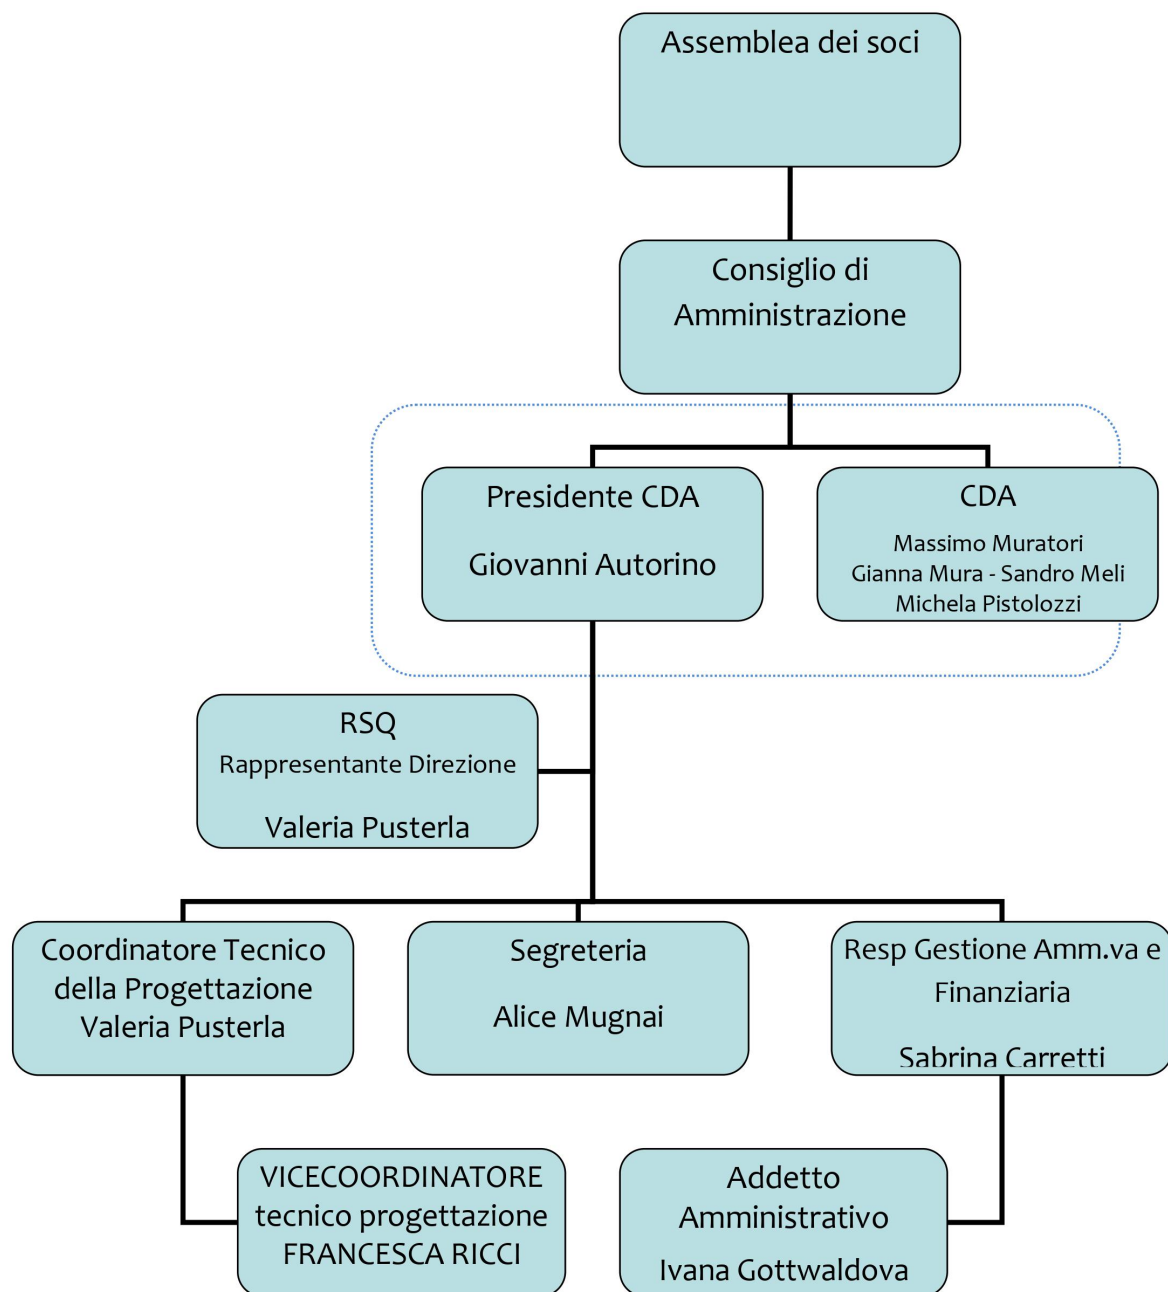 Assemblea dei soci
Consiglio di
Amministrazione
Presidente CDA
Giovanni Autorino
CDA
Massimo Muratori
Gianna Mura - Sandro Meli
Michela Pistolozzi
RSQ
Rappresentante Direzione
Valeria Pusterla
Coordinatore Tecnico
della Progettazione
Valeria Pusterla
Segreteria
Alice Mugnai
Resp Gestione Amm.va e
Finanziaria
Sabrina Carretti
VICECOORDINATORE
tecnico progettazione
FRANCESCA RICCI
Addetto
Amministrativo
Ivana Gottwaldova